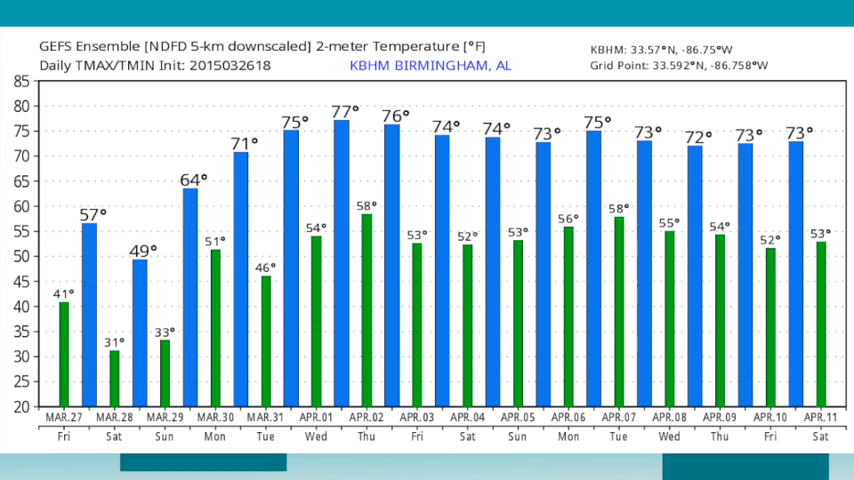 GEFS Ensemble [NDFD 5-km downscaled] 2-meter Temperature [°F]
Daily TMAX/TMIN Init: 2015032618
KBHM BIRMINGHAM, AL
KBHM: 33.57°N, -86.75°W
Grid Point: 33.592°N, -86.758°W
85
80
75
70
65
60
55
50
45
40
35
30
25
20
41° 57° 31° 49° 33° 64° 51° 71° 46° 75° 54° 77° 58° 76° 53° 74° 52° 74° 53° 73° 56° 75° 58° 73° 55° 72° 54° 73° 52° 73° 53°
MAR.27 MAR.28 MAR.29 MAR.30 MAR.31 APR.01 APR.02 APR.03 APR.04 APR.05 APR.06 APR.07 APR.08 APR.09 APR.10 APR.11
Fri Sat Sun Mon Tue Wed Thu Fri Sat Sun Mon Tue Wed Thu Fri Sat